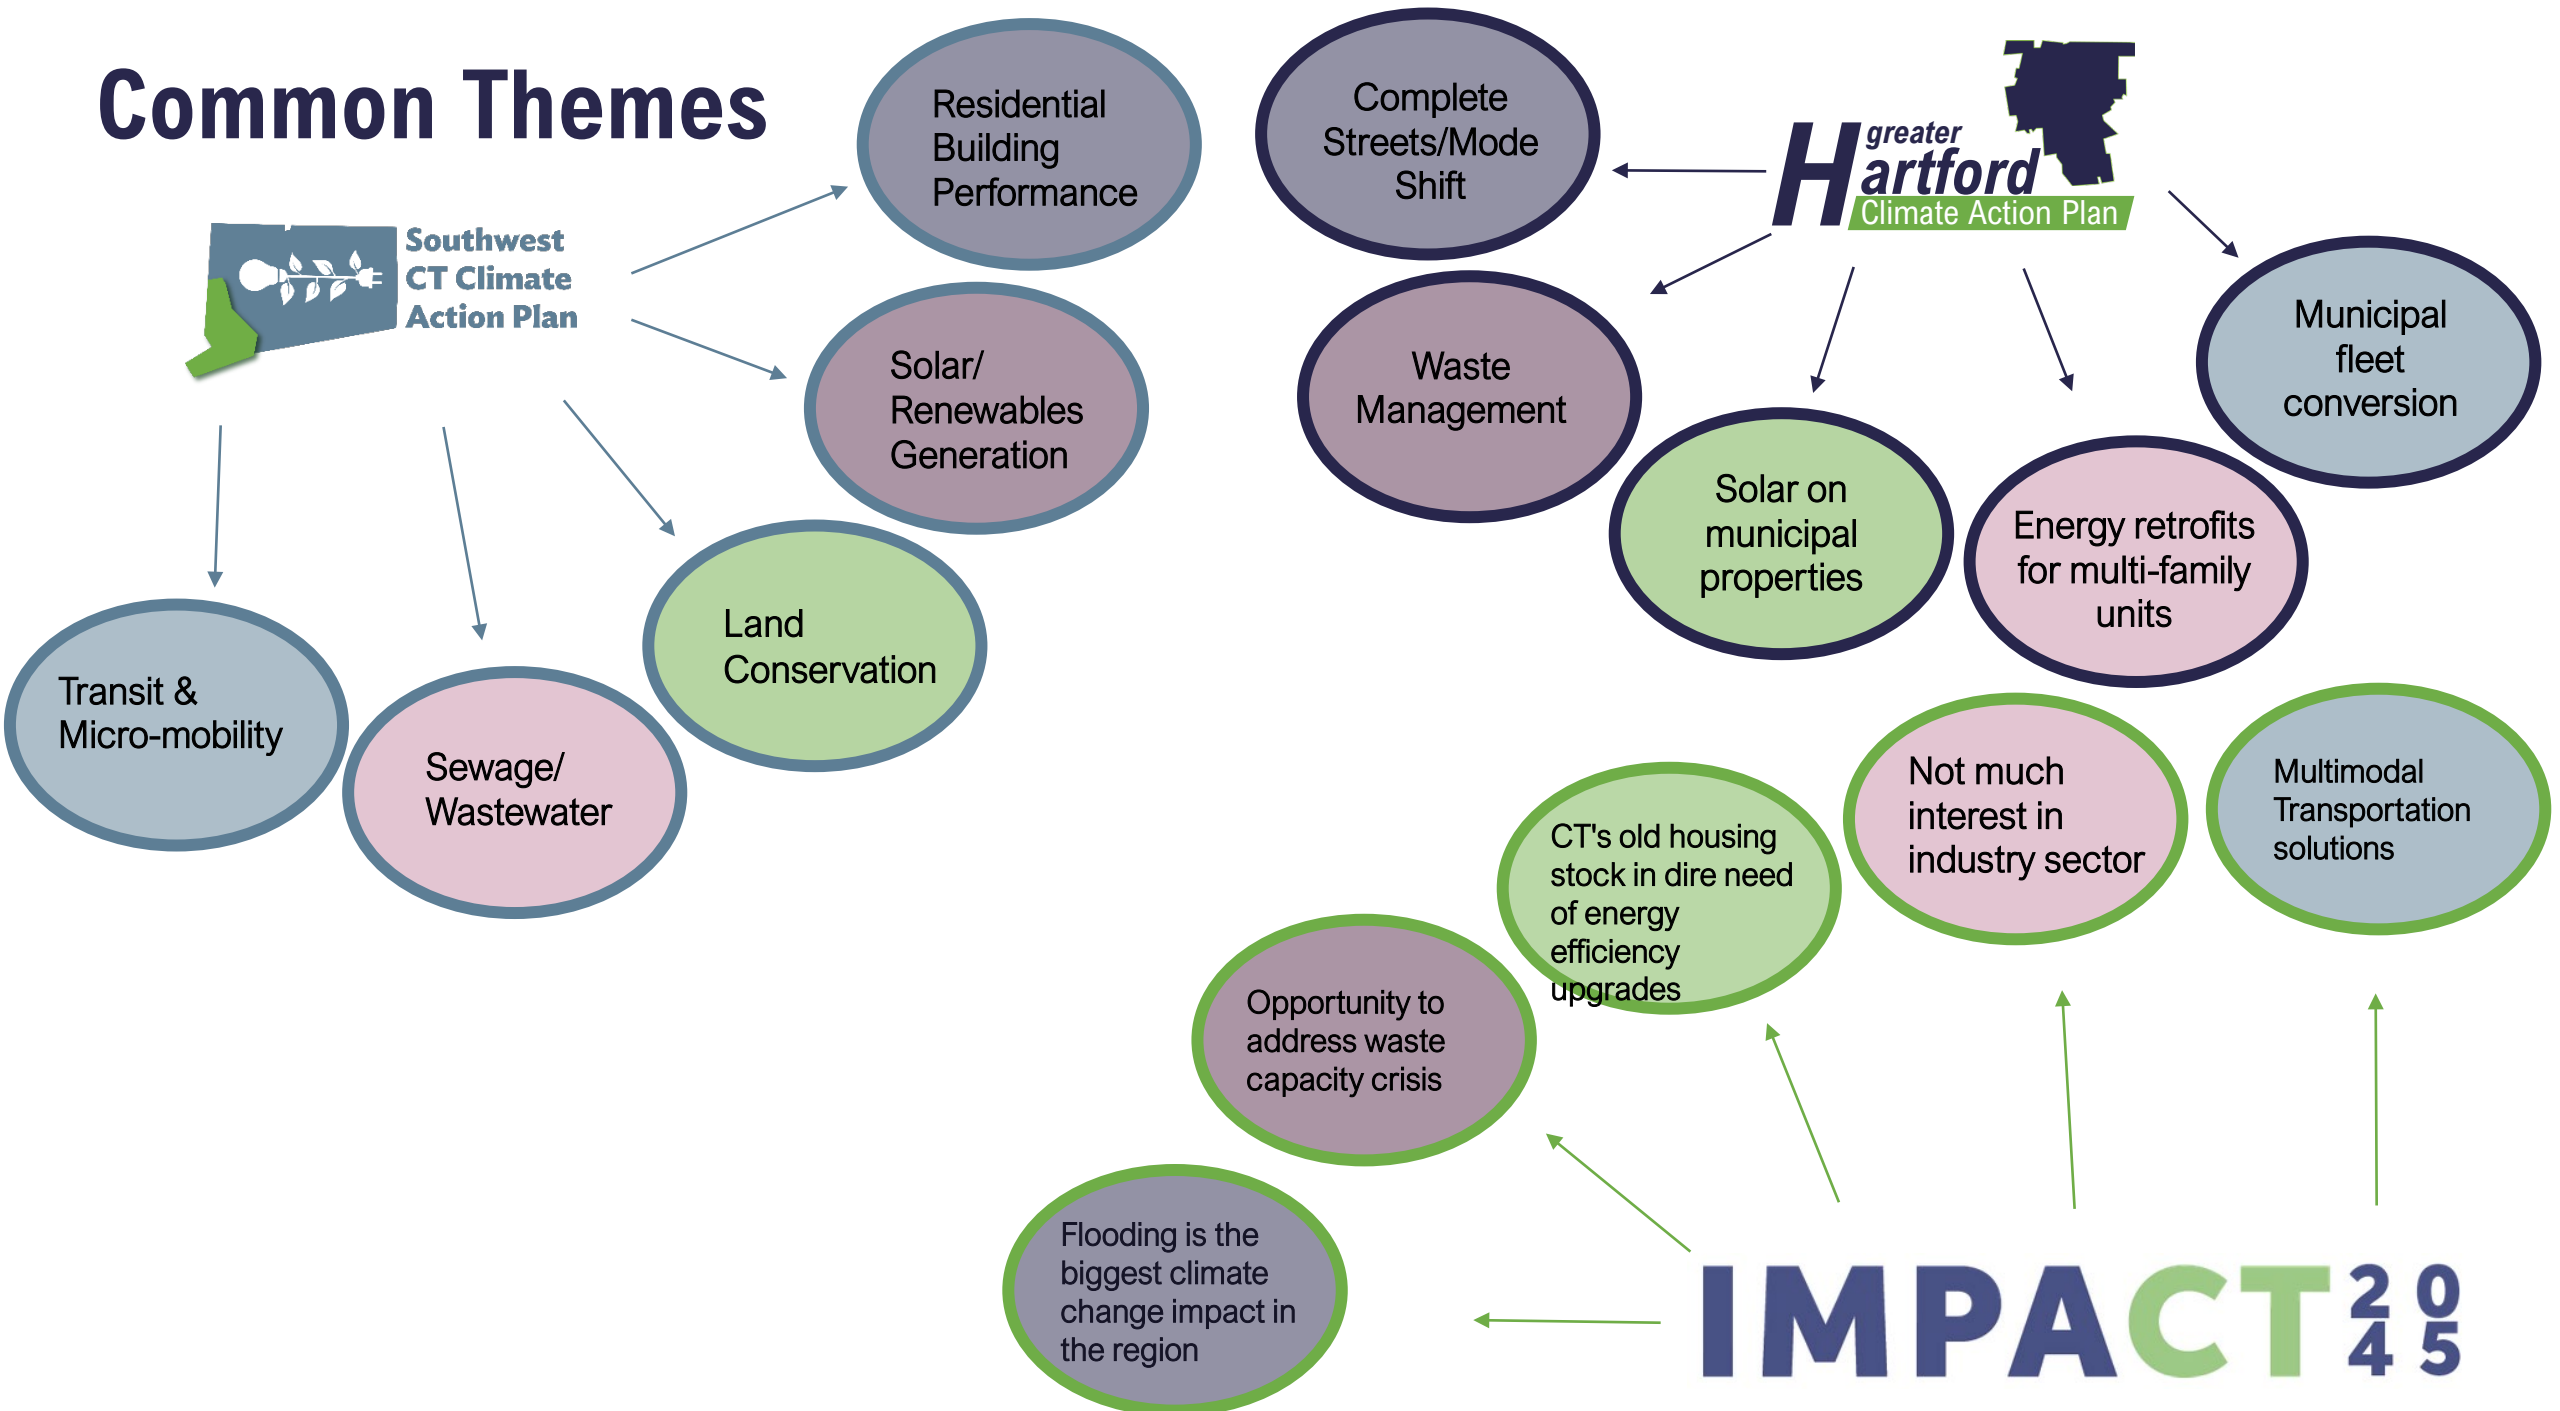 Common Themes
Southwest
CT Climate
Action Plan
Residential
Building
Performance
Solar/
Renewables
Generation
Land
Conservation
Sewage/
Wastewater
Transit &
Micro-mobility
greater
Hartford
Climate Action Plan
Complete
Streets/Mode
Shift
Waste
Management
Solar on
municipal
properties
Energy retrofits
for multi-family
units
Municipal
fleet
conversion
Multimodal
Transportation
solutions
Not much
interest in
industry sector
CT's old housing
stock in dire need
of energy
efficiency
upgrades
Opportunity to
address waste
capacity crisis
Flooding is the
biggest climate
change impact in
the region
IMPACT 20
45